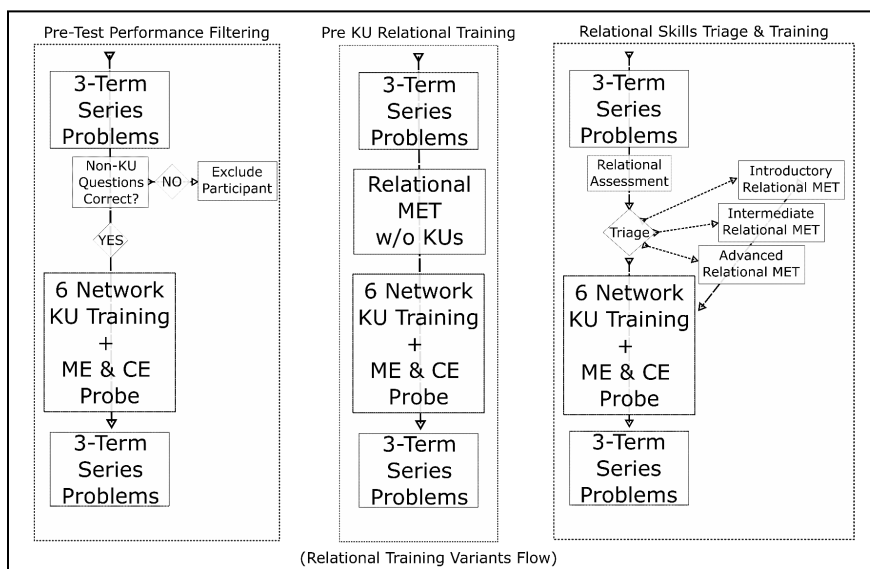 Pre-Test Performance Filtering
3-Term
Series
Problems
Non-KU
Questions
Correct?
NO
Exclude
Participant
YES
6 Network
KU Training
+
ME & CE
Probe
3-Term
Series
Problems
Pre KU Relational Training
3-Term
Series
Problems
Relational
MET
w/o KUs
6 Network
KU Training
+
ME & CE
Probe
3-Term
Series
Problems
Relational Skills Triage & Training
3-Term
Series
Problems
Relational
Assessment
Triage
Introductory
Relational MET
Intermediate
Relational MET
Advanced
Relational MET
6 Network
KU Training
+
ME & CE
Probe
3-Term
Series
Problems
(Relational Training Variants Flow)